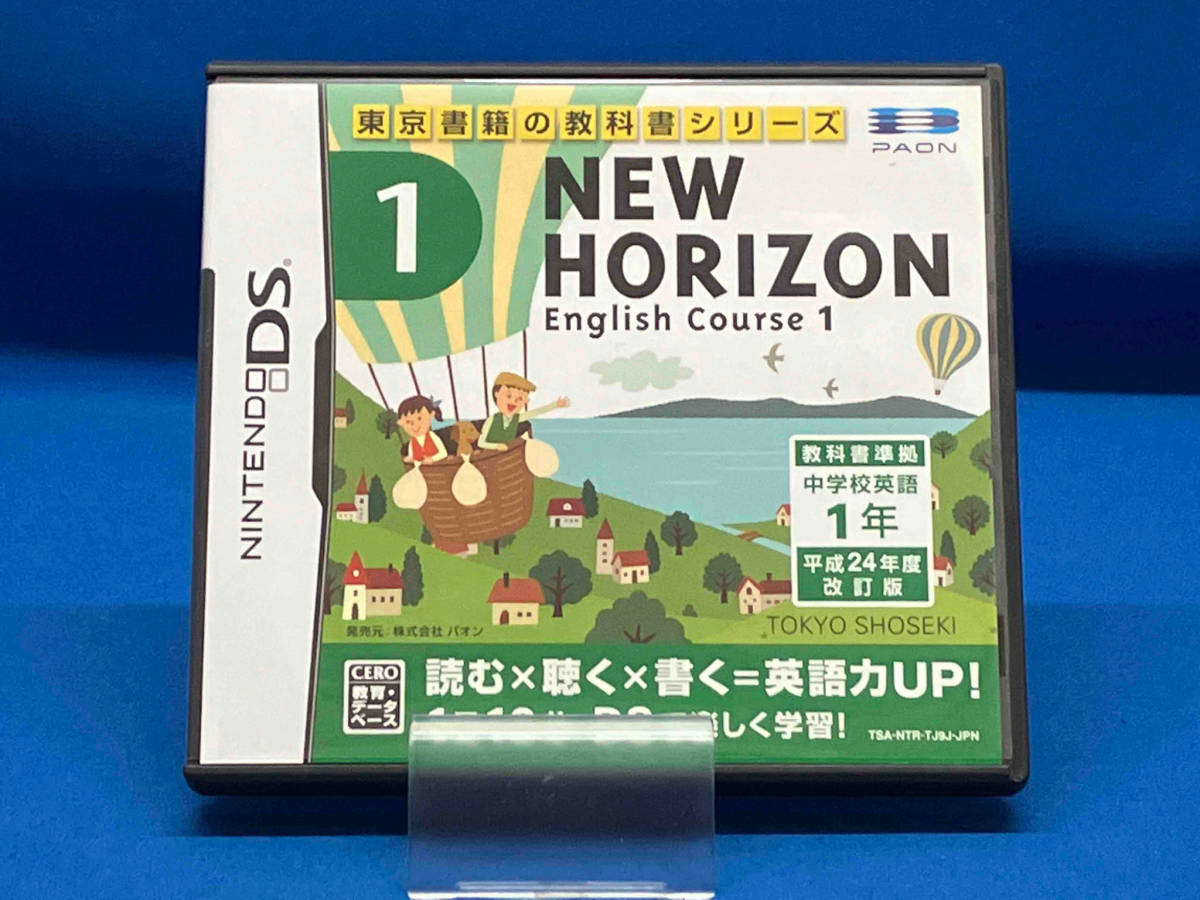 東京書籍の教科書シリーズ
PAON
1
NEW
HORIZON
English Course 1
NINTENDO DS
教科書準拠
中学校英語
1年
平成24年度
改訂版
TOKYO SHOSEKI
発売元:株式会社 パオン
CERO
教育・
データ
ベース
読む×聴く×書く=英語力UP!
しく学習!
TSA-NTR-TJ9J-JPN